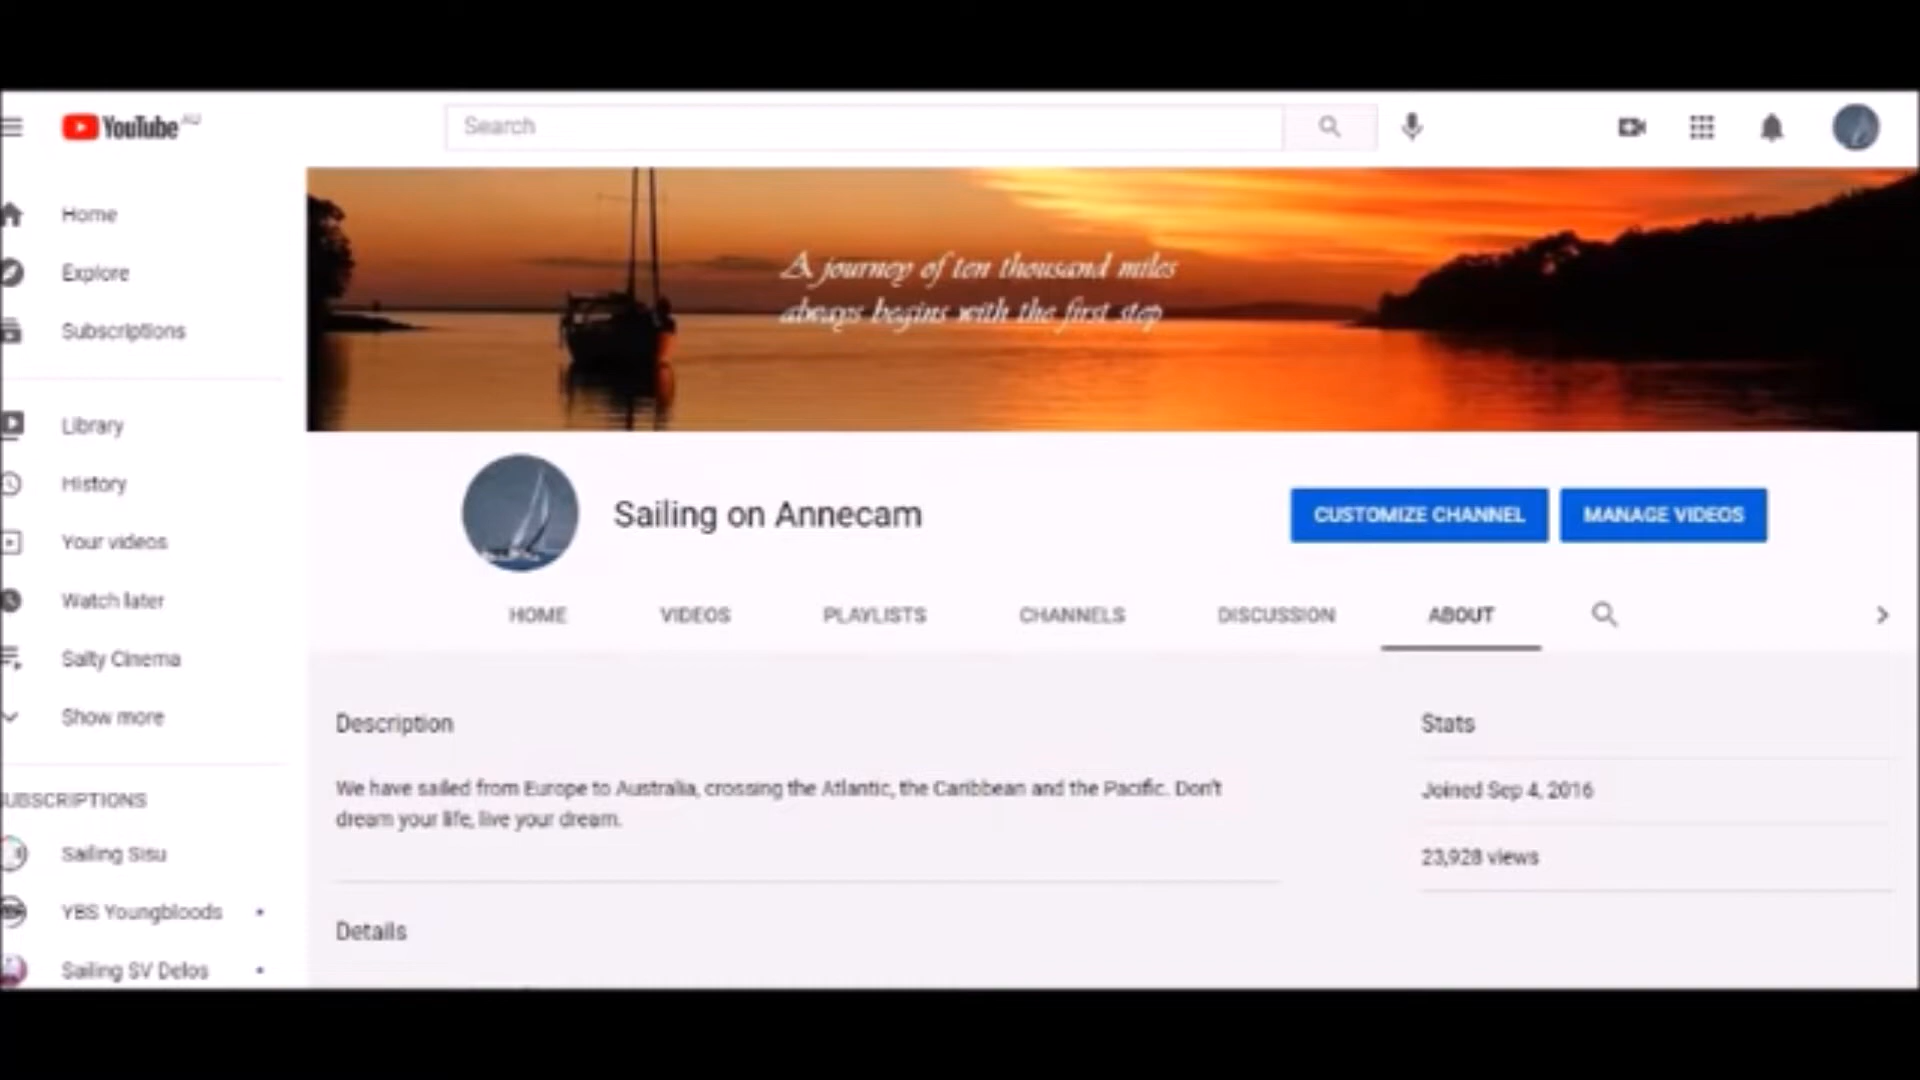 YouTube AU
Search
Home
Explore
Subscriptions
Library
History
Your videos
Watch later
Salty Cinema
Show more
UBSCRIPTIONS
Sailing Sisu
YBS Youngbloods
Sailing SV Delos
A journey of ten thousand miles
always begins with the first step
Sailing on Annecam
CUSTOMIZE CHANNEL
MANAGE VIDEOS
HOME VIDEOS PLAYLISTS CHANNELS DISCUSSION ABOUT
Description
We have sailed from Europe to Australia, crossing the Atlantic, the Caribbean and the Pacific. Don't
dream your life, live your dream.
Details
Stats
Joined Sep 4, 2016
23,928 views